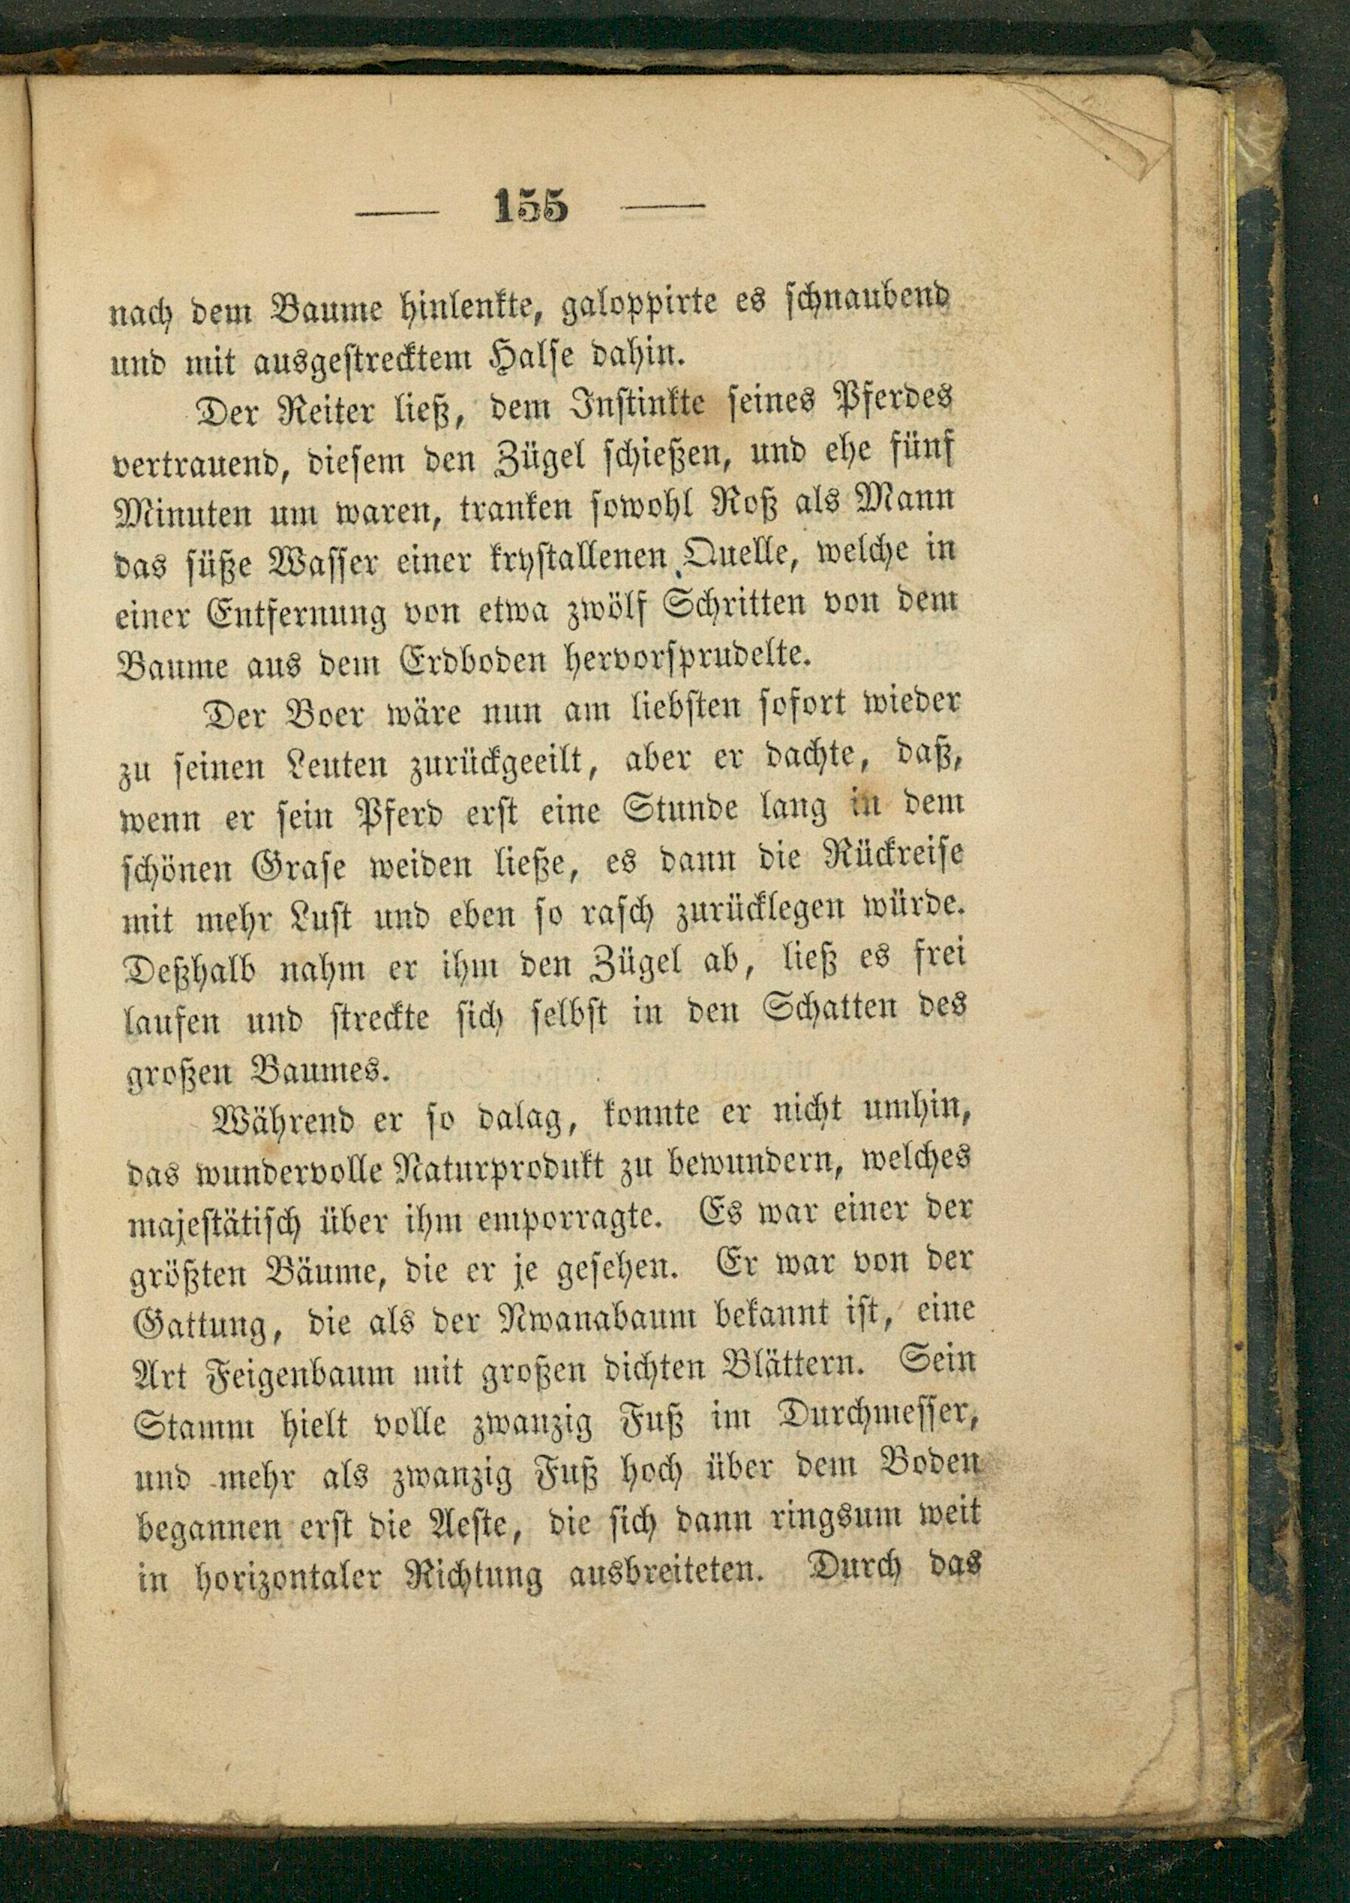 — 155 —
nach dem Baume hinlenkte, galoppirte es schnaubend
und mit ausgestrecktem Halse dahin.
Der Reiter ließ, dem Instinkte seines Pferdes
vertrauend, diesem den Zügel schießen, und ehe fünf
Minuten um waren, tranken sowohl Roß als Mann
das süße Wasser einer krystallenen Quelle, welche in
einer Entfernung von etwa zwölf Schritten von dem
Baume aus dem Erdboden hervorsprudelte.
Der Boer wäre nun am liebsten sofort wieder
zu seinen Leuten zurückgeeilt, aber er dachte, daß,
wenn er sein Pferd erst eine Stunde lang in dem
schönen Grase weiden ließe, es dann die Rückreise
mit mehr Lust und eben so rasch zurücklegen würde.
Deßhalb nahm er ihm den Zügel ab, ließ es frei
laufen und streckte sich selbst in den Schatten des
großen Baumes.
Während er so dalag, konnte er nicht umhin,
das wundervolle Naturprodukt zu bewundern, welches
majestätisch über ihm emporragte. Es war einer der
größten Bäume, die er je gesehen. Er war von der
Gattung, die als der Nwanabaum bekannt ist, eine
Art Feigenbaum mit großen dichten Blättern. Sein
Stamm hielt volle zwanzig Fuß im Durchmesser,
und mehr als zwanzig Fuß hoch über dem Boden
begannen erst die Aeste, die sich dann ringsum weit
in horizontaler Richtung ausbreiteten. Durch das